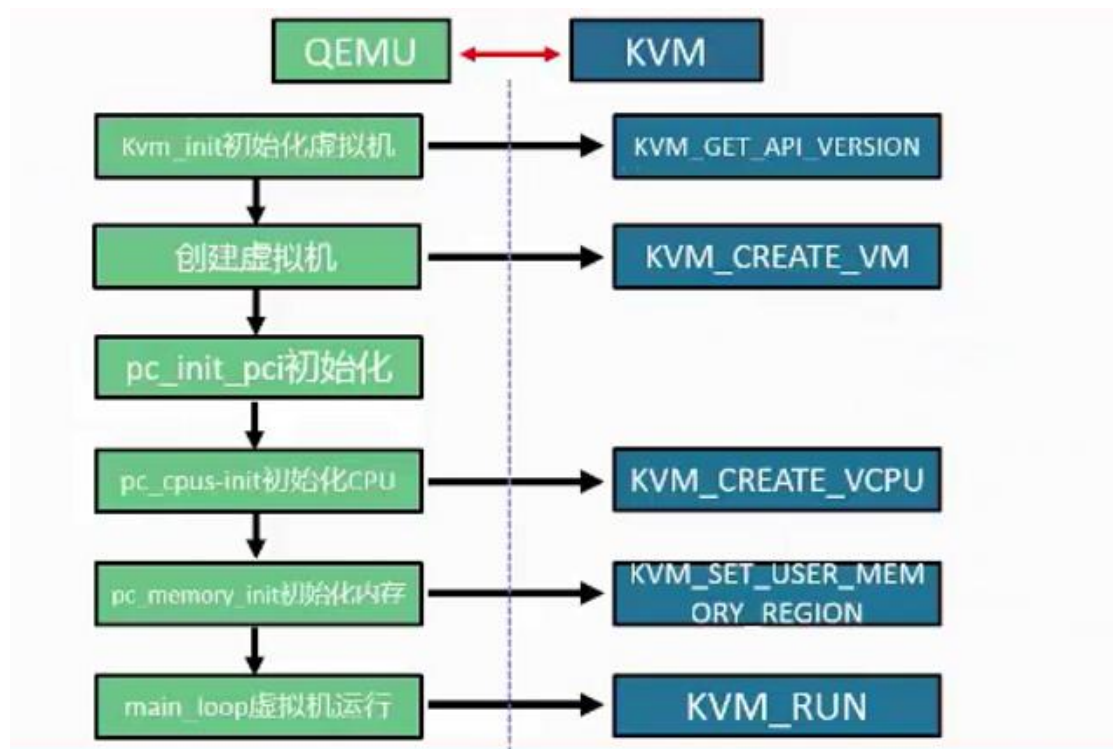 QEMU
KVM
Kvm_init初始化虚拟机
KVM_GET_API_VERSION
创建虚拟机
KVM_CREATE_VM
pc_init_pci初始化
pc_cpus-init初始化CPU
KVM_CREATE_VCPU
pc_memory_init初始化内存
KVM_SET_USER_MEM
ORY_REGION
main_loop虚拟机运行
KVM_RUN